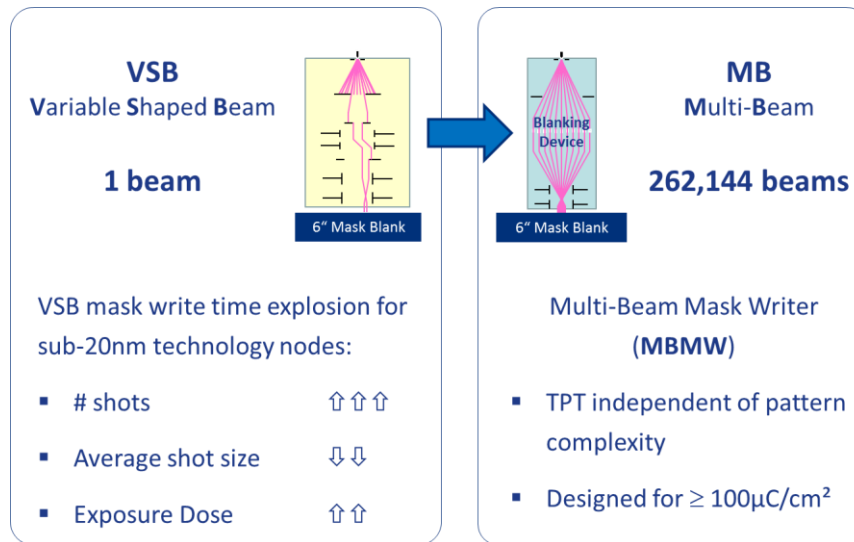 VSB
Variable Shaped Beam
1 beam
6“ Mask Blank
VSB mask write time explosion for
sub-20nm technology nodes:
▪ # shots ⇧⇧⇧
▪ Average shot size ⇩⇩
▪ Exposure Dose ⇧⇧
MB
Multi-Beam
262,144 beams
Blanking
Device
6“ Mask Blank
Multi-Beam Mask Writer
(MBMW)
▪ TPT independent of pattern
complexity
▪ Designed for ≥ 100µC/cm²